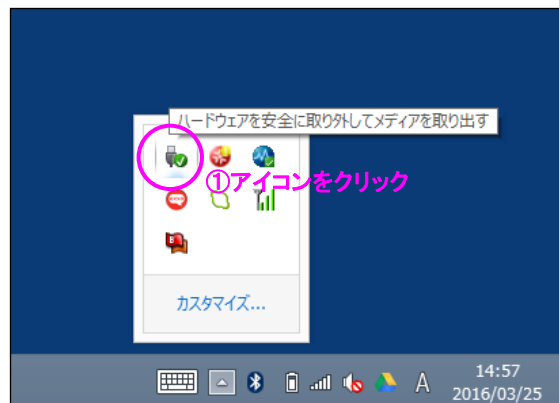 ハードウェアを安全に取り外してメディアを取り出す
①アイコンをクリック
カスタマイズ...
A
14:57
2016/03/25